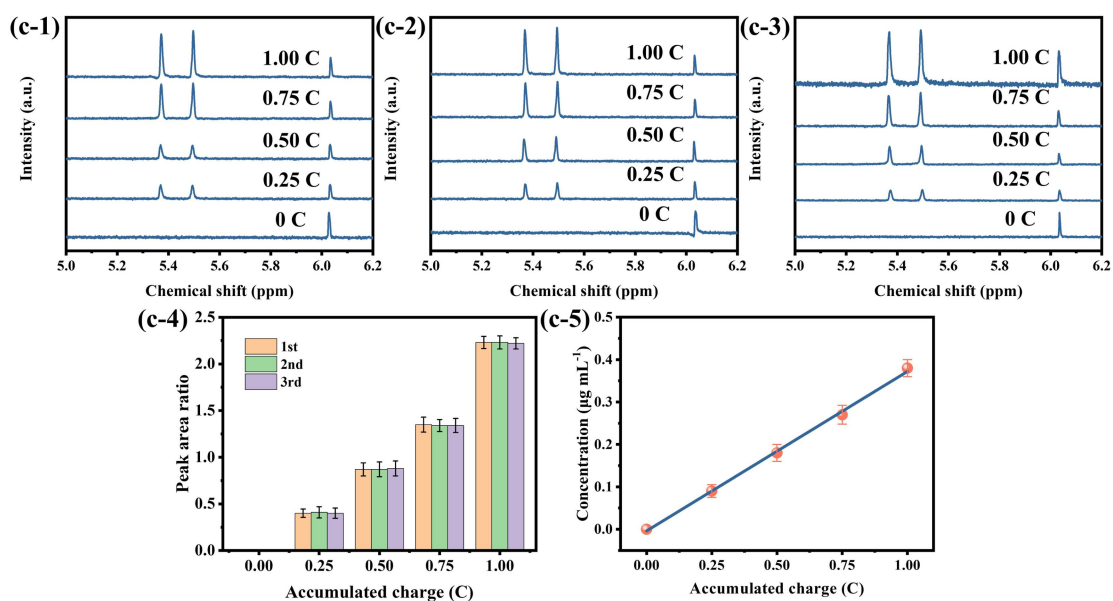 (c-1)
1.00 C
0.75 C
0.50 C
0.25 C
0 C
Intensity (a.u.)
5.0 5.2 5.4 5.6 5.8 6.0 6.2
Chemical shift (ppm)
(c-2)
1.00 C
0.75 C
0.50 C
0.25 C
0 C
Intensity (a.u.)
5.0 5.2 5.4 5.6 5.8 6.0 6.2
Chemical shift (ppm)
(c-3)
1.00 C
0.75 C
0.50 C
0.25 C
0 C
Intensity (a.u.)
5.0 5.2 5.4 5.6 5.8 6.0 6.2
Chemical shift (ppm)
(c-4)
2.5
2.0
1.5
1.0
0.5
0.0
Peak area ratio
1st
2nd
3rd
0.00 0.25 0.50 0.75 1.00
Accumulated charge (C)
(c-5)
0.5
0.4
0.3
0.2
0.1
0.0
Concentration (μg mL⁻¹)
0.00 0.25 0.50 0.75 1.00
Accumulated charge (C)